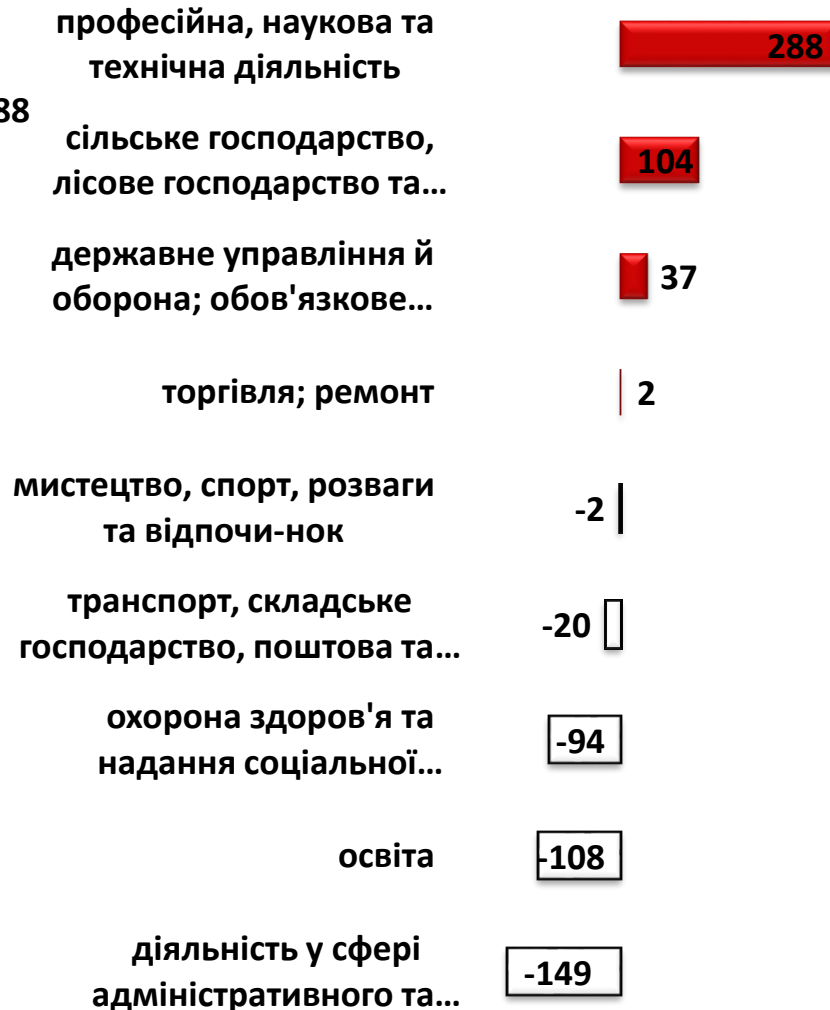 професійна, наукова та
технічна діяльність
288
88
сільське господарство,
лісове господарство та…
104
державне управління й
оборона; обов'язкове…
37
торгівля; ремонт
2
мистецтво, спорт, розваги
та відпочи-нок
-2
транспорт, складське
господарство, поштова та…
-20
охорона здоров'я та
надання соціальної…
-94
освіта
-108
діяльність у сфері
адміністративного та…
-149